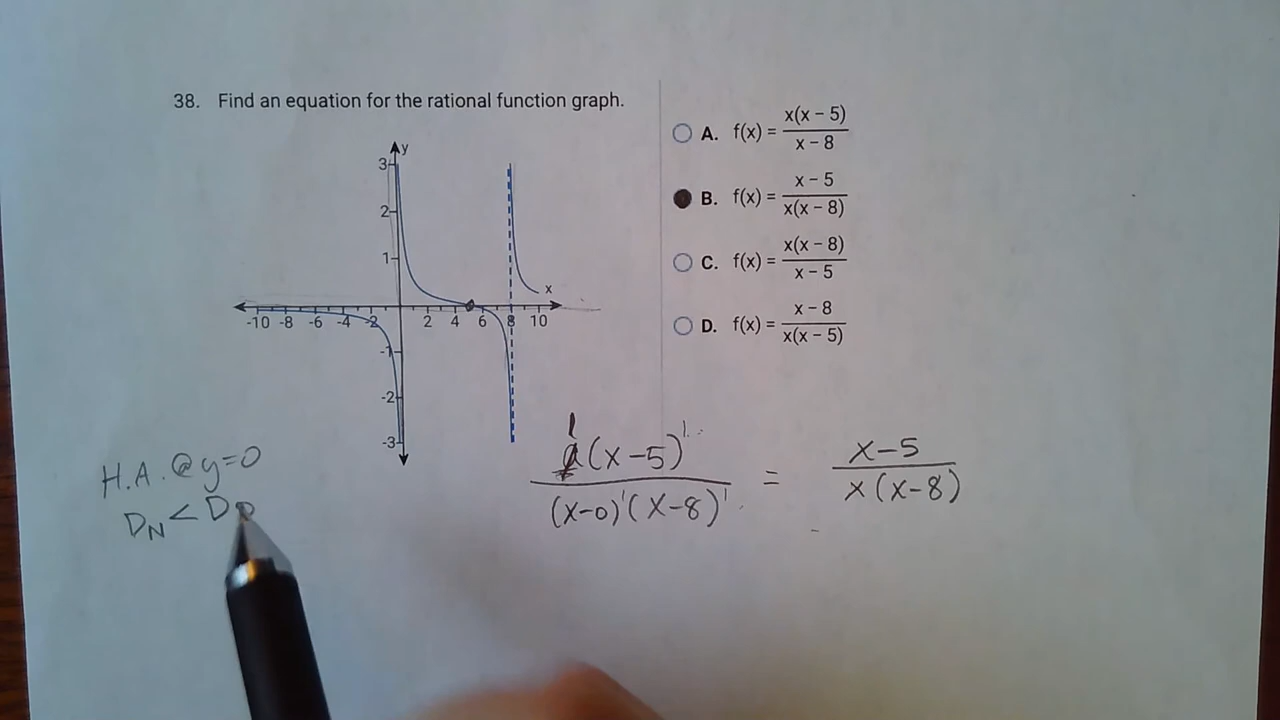 38. Find an equation for the rational function graph.
y
3
2
1
x
-10 -8 -6 -4 -2 2 4 6 8 10
-1
-2
-3
A. f(x) = x(x − 5) / x − 8
B. f(x) = x − 5 / x(x − 8)
C. f(x) = x(x − 8) / x − 5
D. f(x) = x − 8 / x(x − 5)
H.A. @ y=0
D_N < D_D
1(x-5)^1 / (x-0)^1 (x-8)^1 = x-5 / x(x-8)